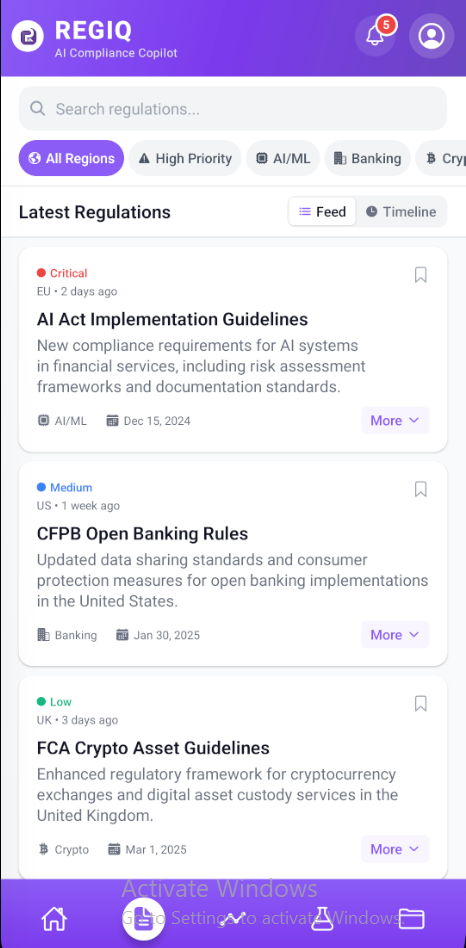 REGIQ
AI Compliance Copilot
5
Search regulations...
All Regions
High Priority
AI/ML
Banking
Cryp
Latest Regulations
Feed
Timeline
Critical
EU • 2 days ago
AI Act Implementation Guidelines
New compliance requirements for AI systems
in financial services, including risk assessment
frameworks and documentation standards.
AI/ML
Dec 15, 2024
More
Medium
US • 1 week ago
CFPB Open Banking Rules
Updated data sharing standards and consumer
protection measures for open banking implementations
in the United States.
Banking
Jan 30, 2025
More
Low
UK • 3 days ago
FCA Crypto Asset Guidelines
Enhanced regulatory framework for cryptocurrency
exchanges and digital asset custody services in the
United Kingdom.
Crypto
Mar 1, 2025
More
Activate Windows
Go to Settings to activate Windows.